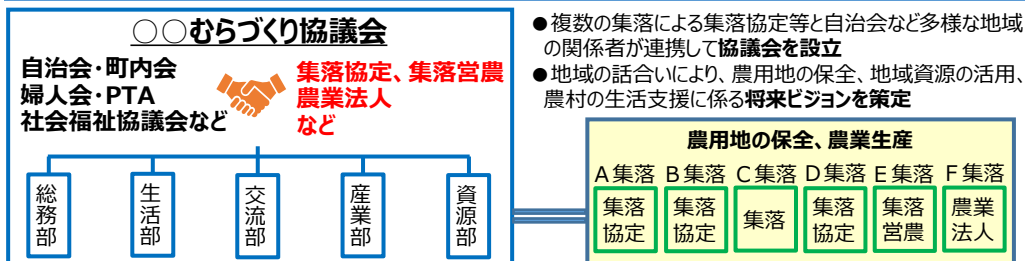 ○○むらづくり協議会
自治会・町内会
婦人会・PTA
社会福祉協議会など
集落協定、集落営農
農業法人
など
総務部
生活部
交流部
産業部
資源部
●複数の集落による集落協定等と自治会など多様な地域
の関係者が連携して協議会を設立
●地域の話合いにより、農用地の保全、地域資源の活用、
農村の生活支援に係る将来ビジョンを策定
農用地の保全、農業生産
A集落 B集落 C集落 D集落 E集落 F集落
集落協定
集落協定
集落
集落協定
集落営農
農業法人